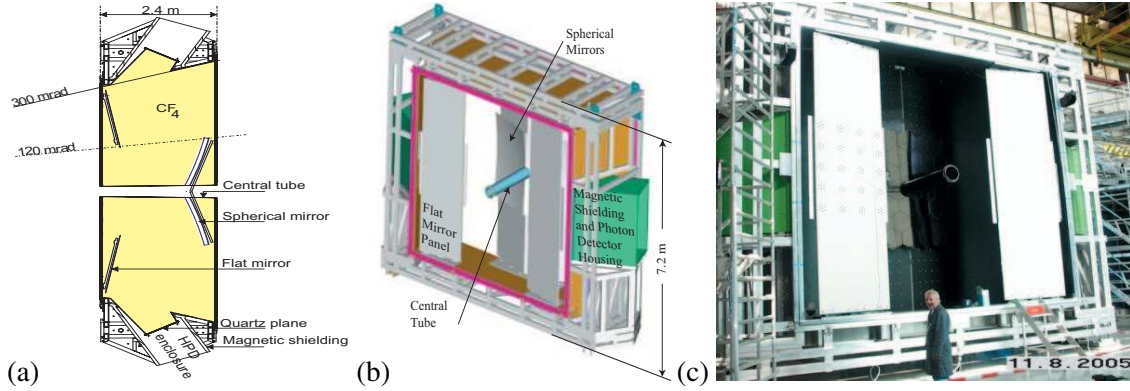 2.4 m
300 mrad
CF4
120 mrad
Central tube
Spherical mirror
Flat mirror
Quartz plane
HPD
enclosure
Magnetic shielding
(a)
Spherical
Mirrors
Flat
Mirror
Panel
Magnetic
Shielding
and Photon
Detector
Housing
7.2 m
Central
Tube
(b)
11.8.2005
(c)